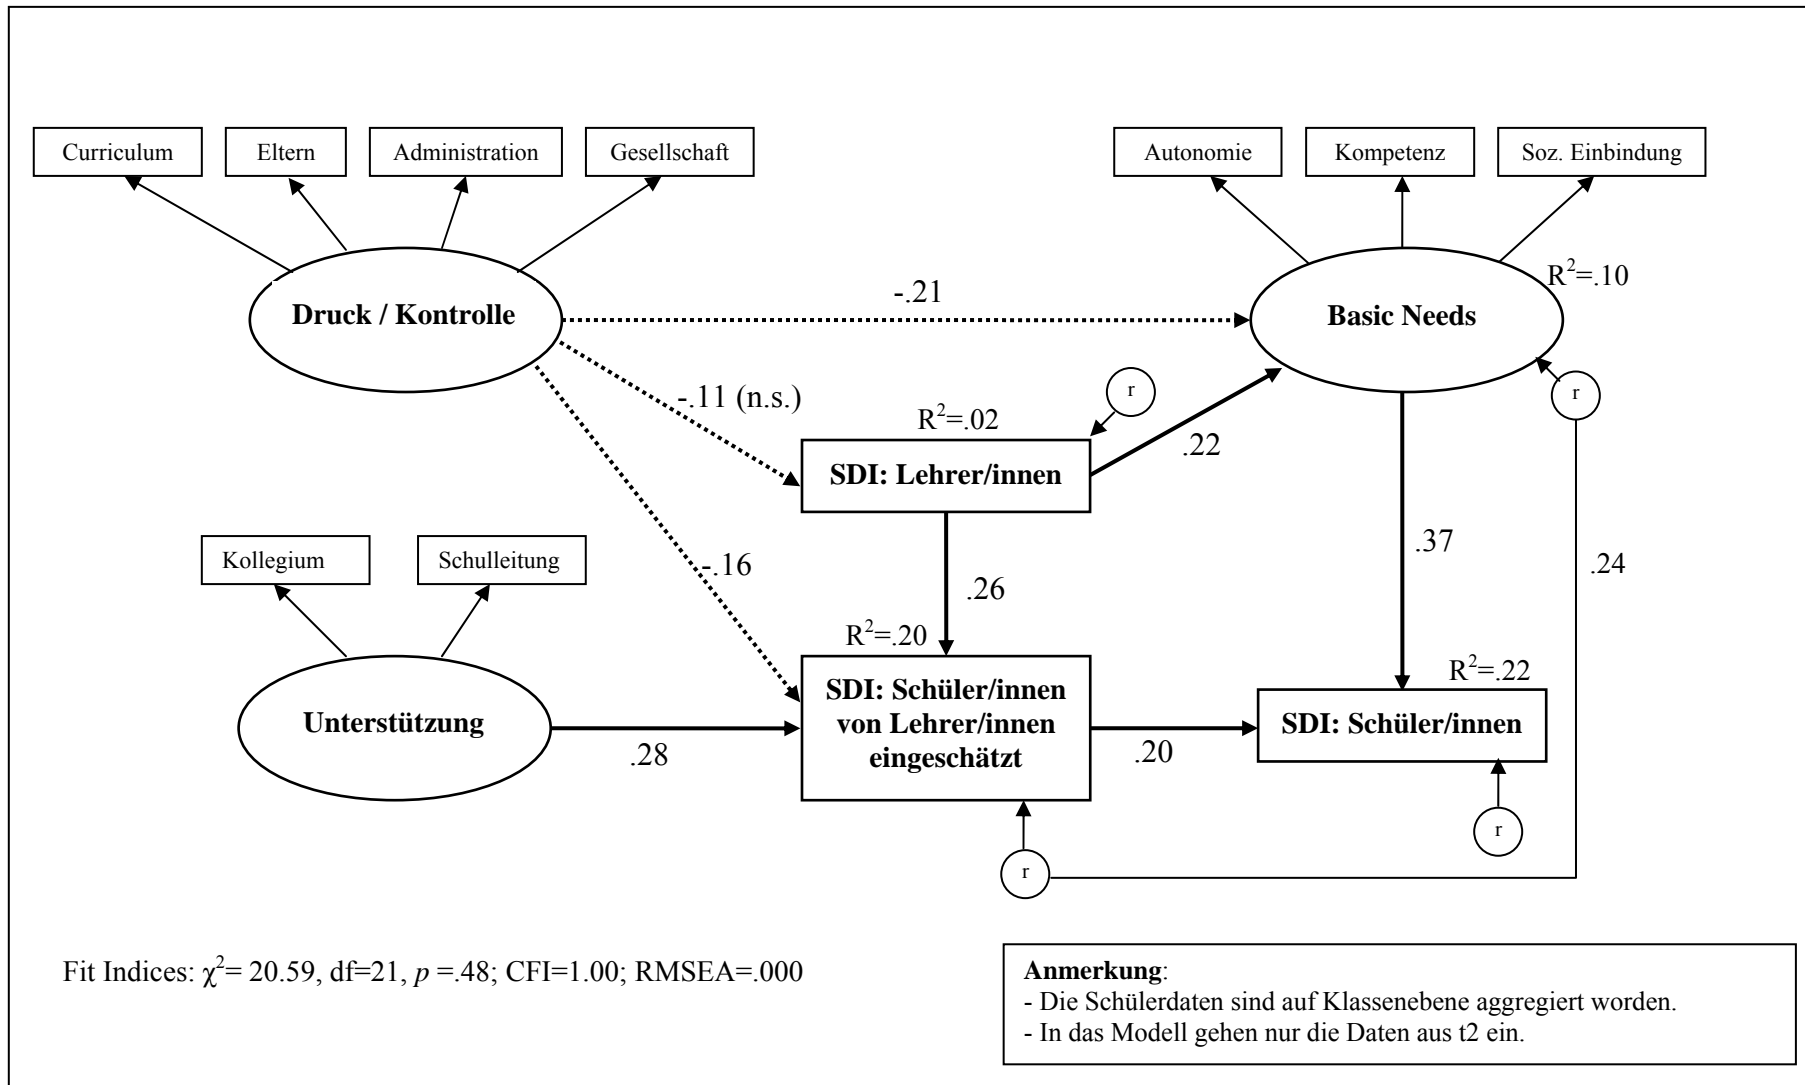 Curriculum
Eltern
Administration
Gesellschaft
Autonomie
Kompetenz
Soz. Einbindung
R²=.10
-.21
Druck / Kontrolle
Basic Needs
r
r
-.11 (n.s.)
R²=.02
.22
SDI: Lehrer/innen
Kollegium
Schulleitung
-.16
.37
.24
.26
R²=.20
R²=.22
SDI: Schüler/innen
von Lehrer/innen
eingeschätzt
Unterstützung
SDI: Schüler/innen
.28
.20
r
r
Fit Indices: χ²= 20.59, df=21, p =.48; CFI=1.00; RMSEA=.000
Anmerkung:
- Die Schülerdaten sind auf Klassenebene aggregiert worden.
- In das Modell gehen nur die Daten aus t2 ein.